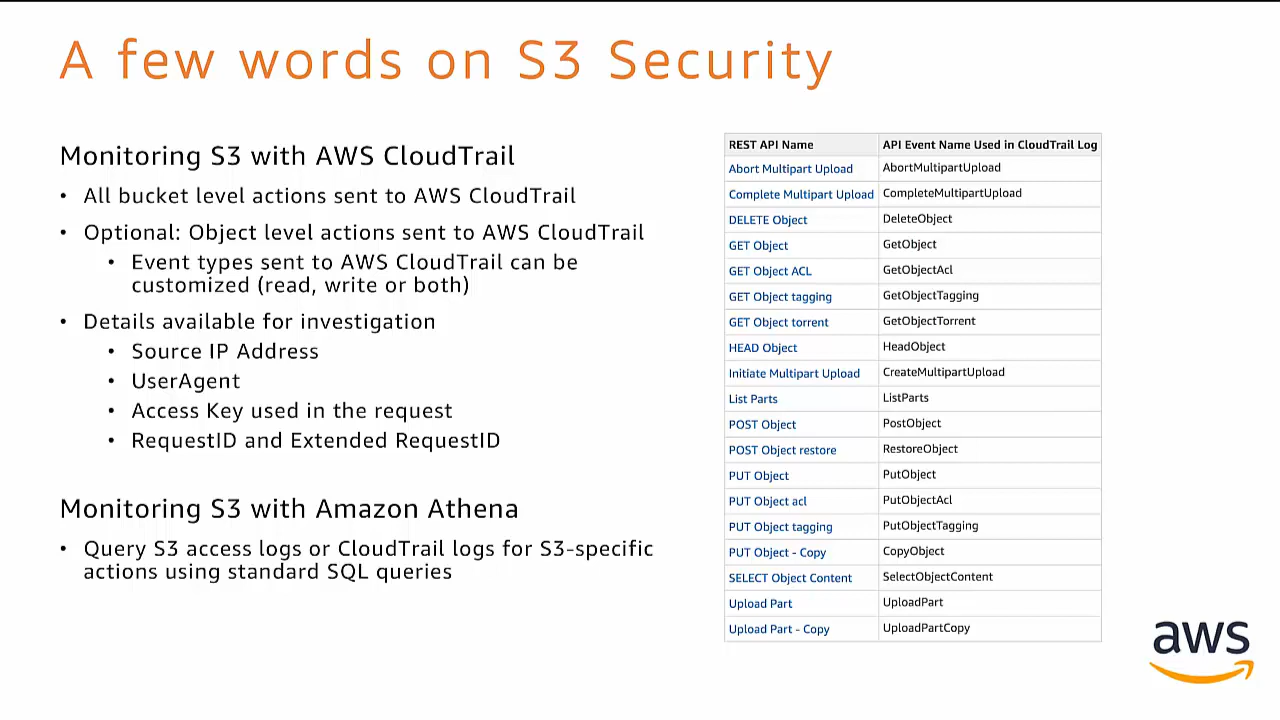 A few words on S3 Security
Monitoring S3 with AWS CloudTrail
• All bucket level actions sent to AWS CloudTrail
• Optional: Object level actions sent to AWS CloudTrail
• Event types sent to AWS CloudTrail can be
customized (read, write or both)
• Details available for investigation
• Source IP Address
• UserAgent
• Access Key used in the request
• RequestID and Extended RequestID
Monitoring S3 with Amazon Athena
• Query S3 access logs or CloudTrail logs for S3-specific
actions using standard SQL queries
REST API Name API Event Name Used in CloudTrail Log
Abort Multipart Upload AbortMultipartUpload
Complete Multipart Upload CompleteMultipartUpload
DELETE Object DeleteObject
GET Object GetObject
GET Object ACL GetObjectAcl
GET Object tagging GetObjectTagging
GET Object torrent GetObjectTorrent
HEAD Object HeadObject
Initiate Multipart Upload CreateMultipartUpload
List Parts ListParts
POST Object PostObject
POST Object restore RestoreObject
PUT Object PutObject
PUT Object acl PutObjectAcl
PUT Object tagging PutObjectTagging
PUT Object - Copy CopyObject
SELECT Object Content SelectObjectContent
Upload Part UploadPart
Upload Part - Copy UploadPartCopy
aws